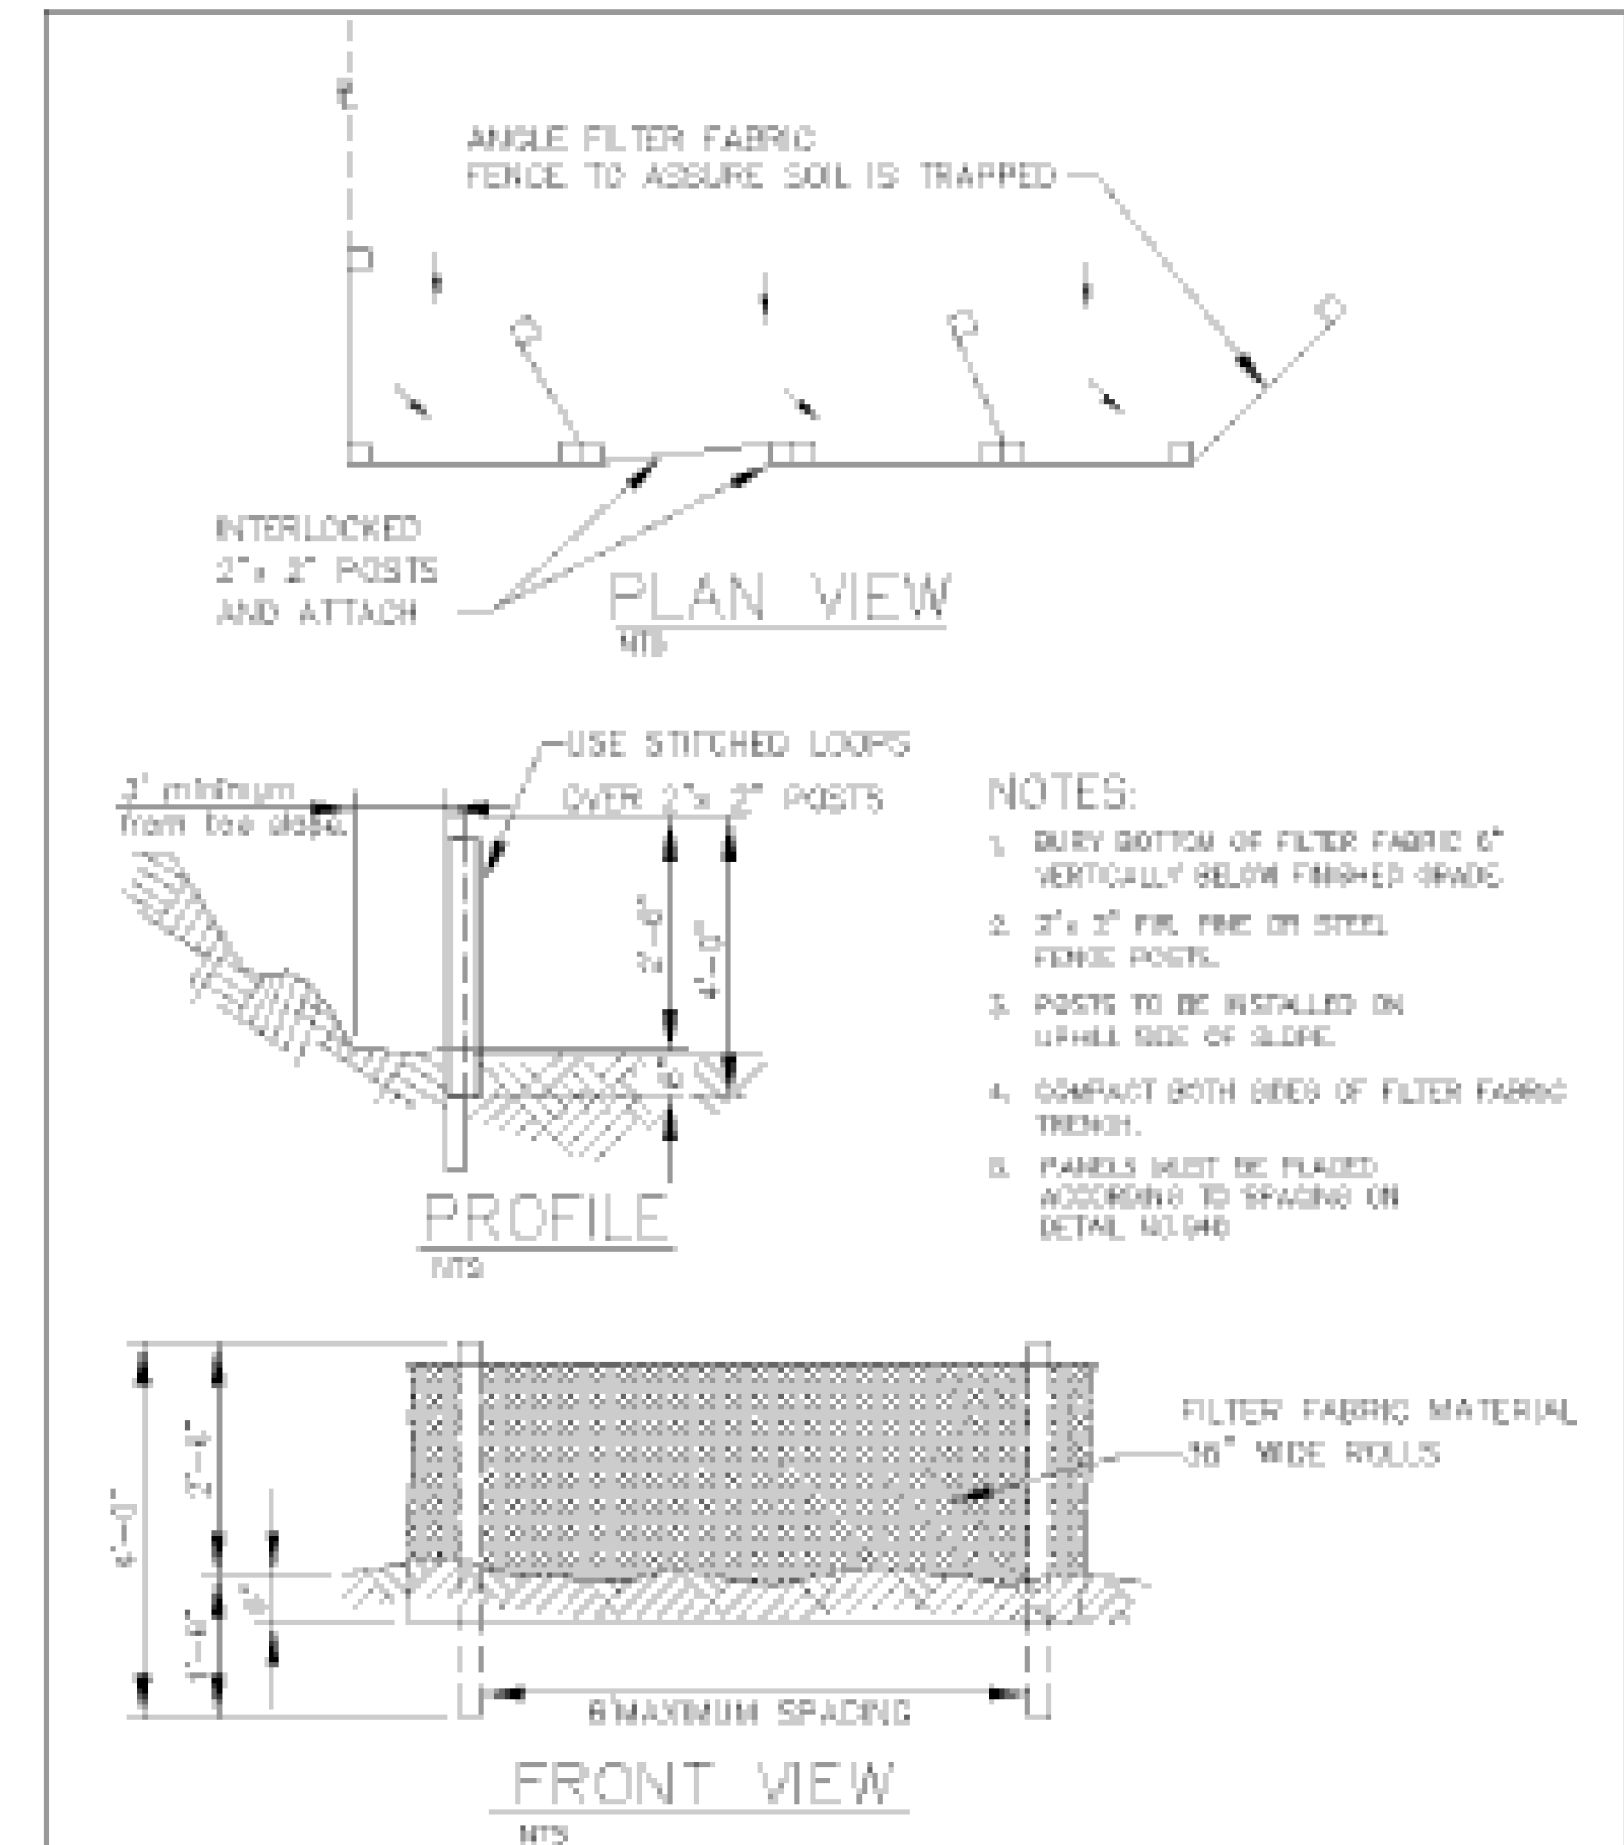 ANGLE FILTER FABRIC
FENCE TO ASSURE SOIL IS TRAPPED
INTERLOCKED
2"x 2" POSTS
AND ATTACH
PLAN VIEW
NTS
USE STITCHED LOOPS
OVER 2"x 2" POSTS
minimum
from toe slope.
2'-6"
4'-0"
PROFILE
NTS
NOTES:
1. BURY BOTTOM OF FILTER FABRIC 6"
VERTICALLY BELOW FINISHED GRADE
2. 2"x 2" FIR, PINE OR STEEL
FENCE POSTS.
3. POSTS TO BE INSTALLED ON
UPHILL SIDE OF SLOPE.
4. COMPACT BOTH SIDES OF FILTER FABRIC
TRENCH.
5. PANELS MUST BE PLACED
ACCORDING TO SPACING ON
DETAIL NO.
2'-6"
1'-6"
FILTER FABRIC MATERIAL
36" WIDE ROLLS
MAXIMUM SPACING
FRONT VIEW
NTS